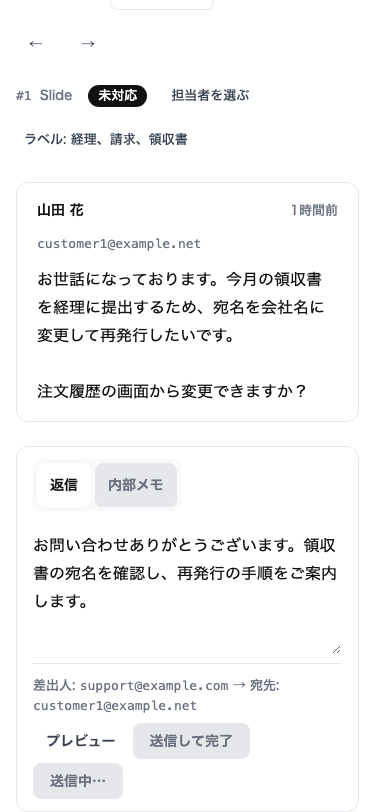 ← →
#1 Slide 未対応 担当者を選ぶ
ラベル: 経理、請求、領収書
山田 花 1時間前
customer1@example.net
お世話になっております。今月の領収書
を経理に提出するため、宛名を会社名に
変更して再発行したいです。
注文履歴の画面から変更できますか？
返信 内部メモ
お問い合わせありがとうございます。領収
書の宛名を確認し、再発行の手順をご案内
します。
差出人: support@example.com → 宛先:
customer1@example.net
プレビュー 送信して完了
送信中…